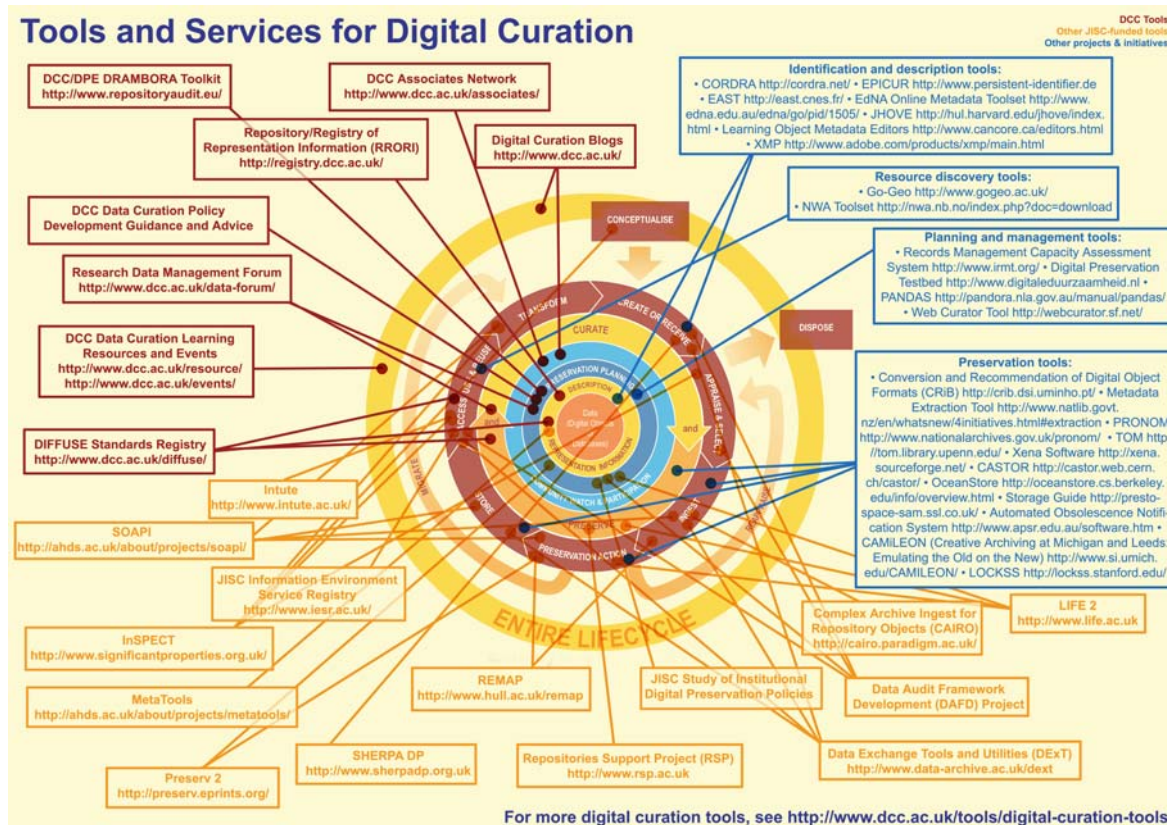 Tools and Services for Digital Curation
DCC Tools
Other JISC-funded tools
Other projects & initiatives
DCC/DPE DRAMBORA Toolkit
http://www.repositoryaudit.eu/
DCC Associates Network
http://www.dcc.ac.uk/associates/
Repository/Registry of
Representation Information (RRORI)
http://registry.dcc.ac.uk/
Digital Curation Blogs
http://www.dcc.ac.uk/
DCC Data Curation Policy
Development Guidance and Advice
Research Data Management Forum
http://www.dcc.ac.uk/data-forum/
DCC Data Curation Learning
Resources and Events
http://www.dcc.ac.uk/resource/
http://www.dcc.ac.uk/events/
DIFFUSE Standards Registry
http://www.dcc.ac.uk/diffuse/
Identification and description tools:
• CORDRA http://cordra.net/ • EPICUR http://www.persistent-identifier.de
• EAST http://east.cnes.fr/ • EdNA Online Metadata Toolset http://www.
edna.edu.au/edna/go/pid/1505/ • JHOVE http://hul.harvard.edu/jhove/index.
html • Learning Object Metadata Editors http://www.cancore.ca/editors.html
• XMP http://www.adobe.com/products/xmp/main.html
Resource discovery tools:
• Go-Geo http://www.gogeo.ac.uk/
• NWA Toolset http://nwa.nb.no/index.php?doc=download
Planning and management tools:
• Records Management Capacity Assessment
System http://www.irmt.org/ • Digital Preservation
Testbed http://www.digitaleduurzaamheid.nl •
PANDAS http://pandora.nla.gov.au/manual/pandas/
• Web Curator Tool http://webcurator.sf.net/
Preservation tools:
• Conversion and Recommendation of Digital Object
Formats (CRiB) http://crib.dsi.uminho.pt/ • Metadata
Extraction Tool http://www.natlib.govt.
nz/en/whatsnew/4initiatives.html#extraction • PRONOM
http://www.nationalarchives.gov.uk/pronom/ • TOM http:
//tom.library.upenn.edu/ • Xena Software http://xena.
sourceforge.net/ • CASTOR http://castor.web.cern.
ch/castor/ • OceanStore http://oceanstore.cs.berkeley.
edu/info/overview.html • Storage Guide http://presto-
space-sam.ssl.co.uk/ • Automated Obsolescence Notifi-
cation System http://www.apsr.edu.au/software.htm •
CAMiLEON (Creative Archiving at Michigan and Leeds:
Emulating the Old on the New) http://www.si.umich.
edu/CAMILEON/ • LOCKSS http://lockss.stanford.edu/
CONCEPTUALISE
DISPOSE
TRANSFORM
CREATE OR RECEIVE
APPRAISE & SELECT
INGEST
PRESERVATION ACTION
STORE
ACCESS, USE & REUSE
CURATE
and
PRESERVE
and
PRESERVATION PLANNING
COMMUNITY WATCH & PARTICIPATION
DESCRIPTION
REPRESENTATION INFORMATION
Data
(Digital Objects
MIGRATE
ENTIRE LIFECYCLE
Intute
http://www.intute.ac.uk/
SOAPI
http://ahds.ac.uk/about/projects/soapi/
JISC Information Environment
Service Registry
http://www.iesr.ac.uk/
InSPECT
http://www.significantproperties.org.uk/
MetaTools
http://ahds.ac.uk/about/projects/metatools/
Preserv 2
http://preserv.eprints.org/
SHERPA DP
http://www.sherpadp.org.uk
REMAP
http://www.hull.ac.uk/remap
Repositories Support Project (RSP)
http://www.rsp.ac.uk
JISC Study of Institutional
Digital Preservation Policies
Complex Archive Ingest for
Repository Objects (CAIRO)
http://cairo.paradigm.ac.uk/
LIFE 2
http://www.life.ac.uk
Data Audit Framework
Development (DAFD) Project
Data Exchange Tools and Utilities (DExT)
http://www.data-archive.ac.uk/dext
For more digital curation tools, see http://www.dcc.ac.uk/tools/digital-curation-tools